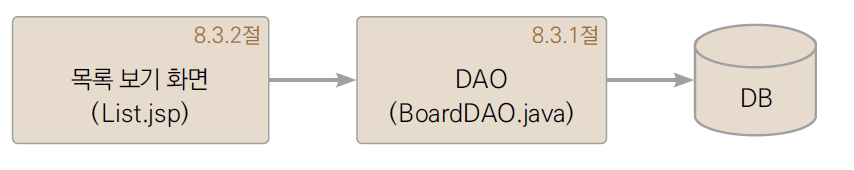 8.3.2절
목록 보기 화면
(List.jsp)
8.3.1절
DAO
(BoardDAO.java)
DB